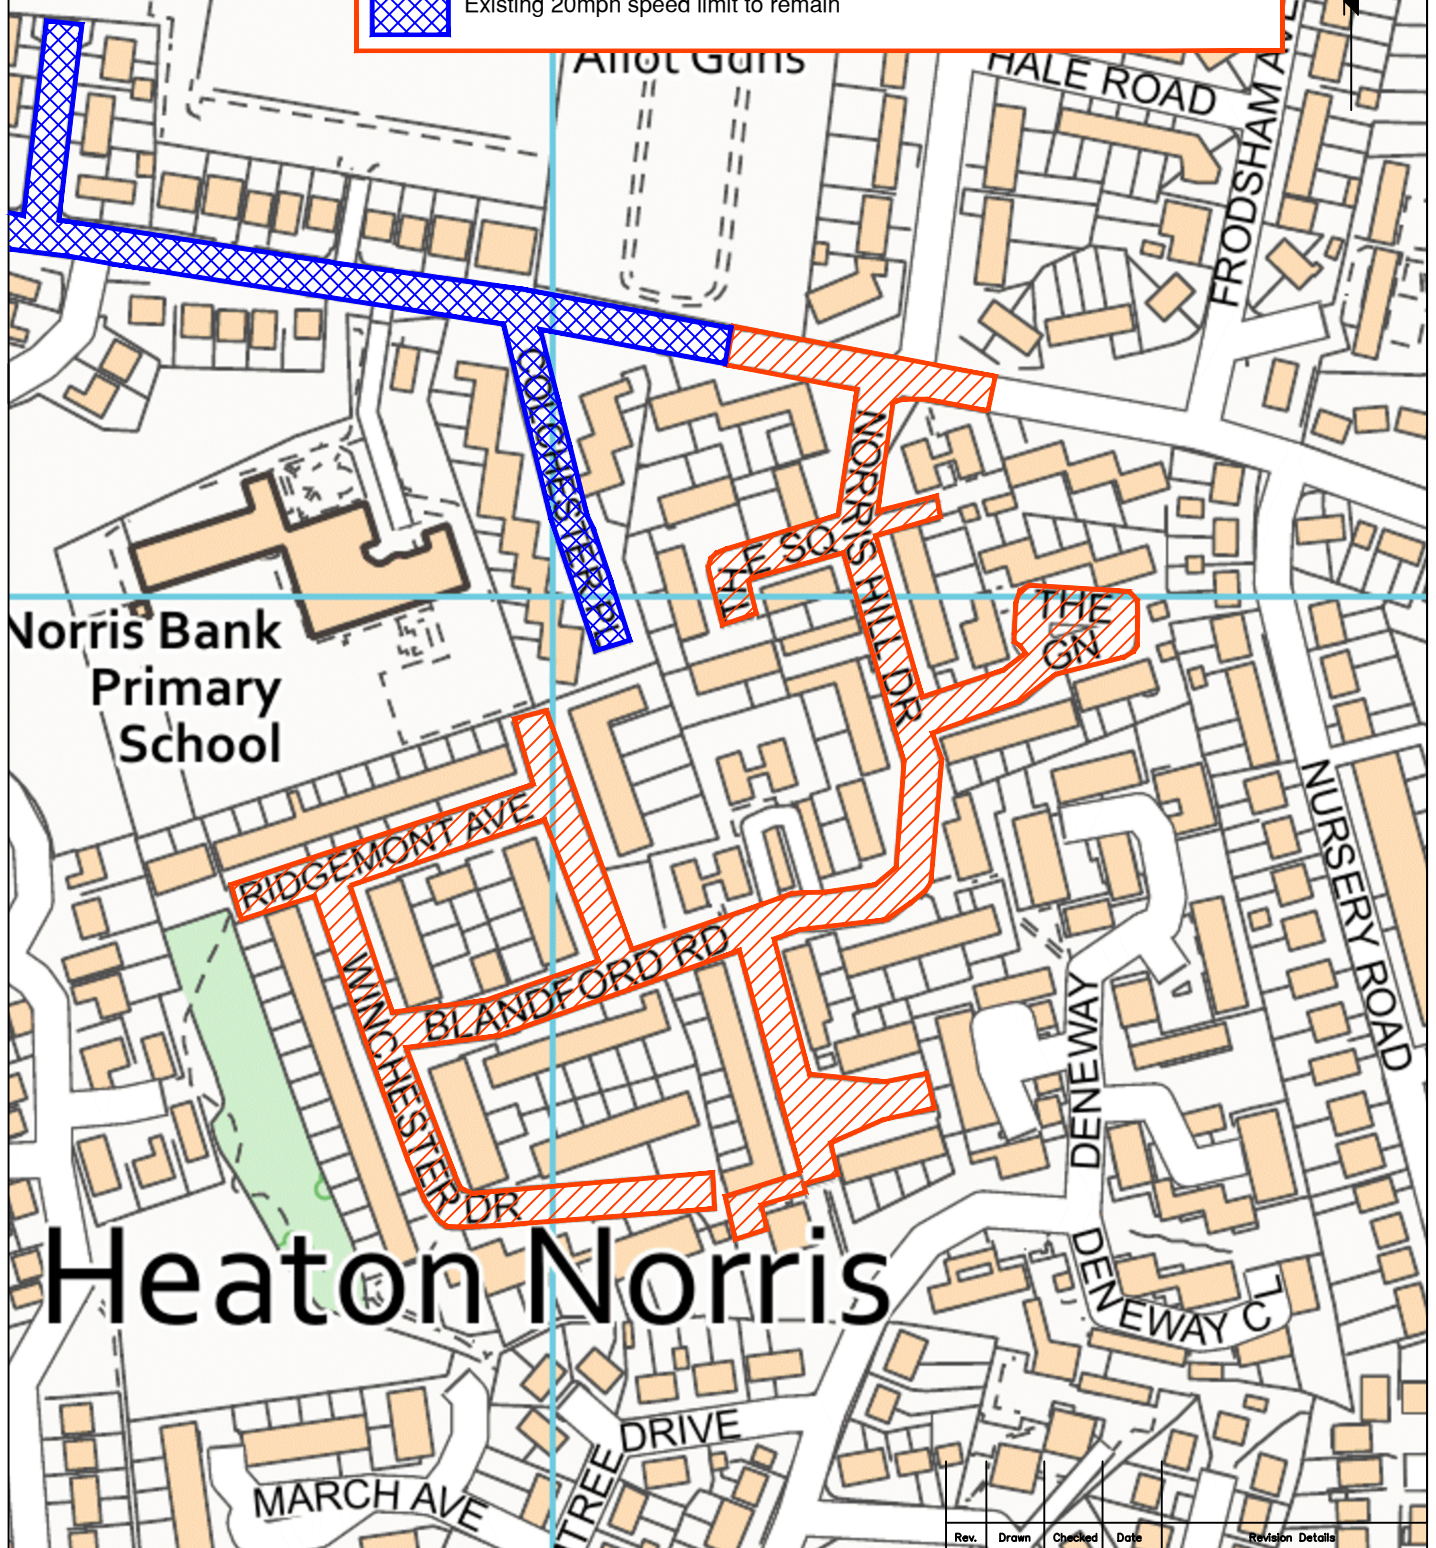 Existing 20mph speed limit to remain
Allot Gdns
HALE ROAD
FRODSHAM AVE
COLCHESTER PL
NORRIS HILL DR
THE SQ
THE
GN
Norris Bank
Primary
School
RIDGEMONT AVE
NURSERY ROAD
BLANDFORD RD
WINCHESTER DR
DENEWAY
Heaton Norris
DENEWAY CL
DRIVE
TREE
MARCH AVE
Rev. Drawn Checked Date Revision Details